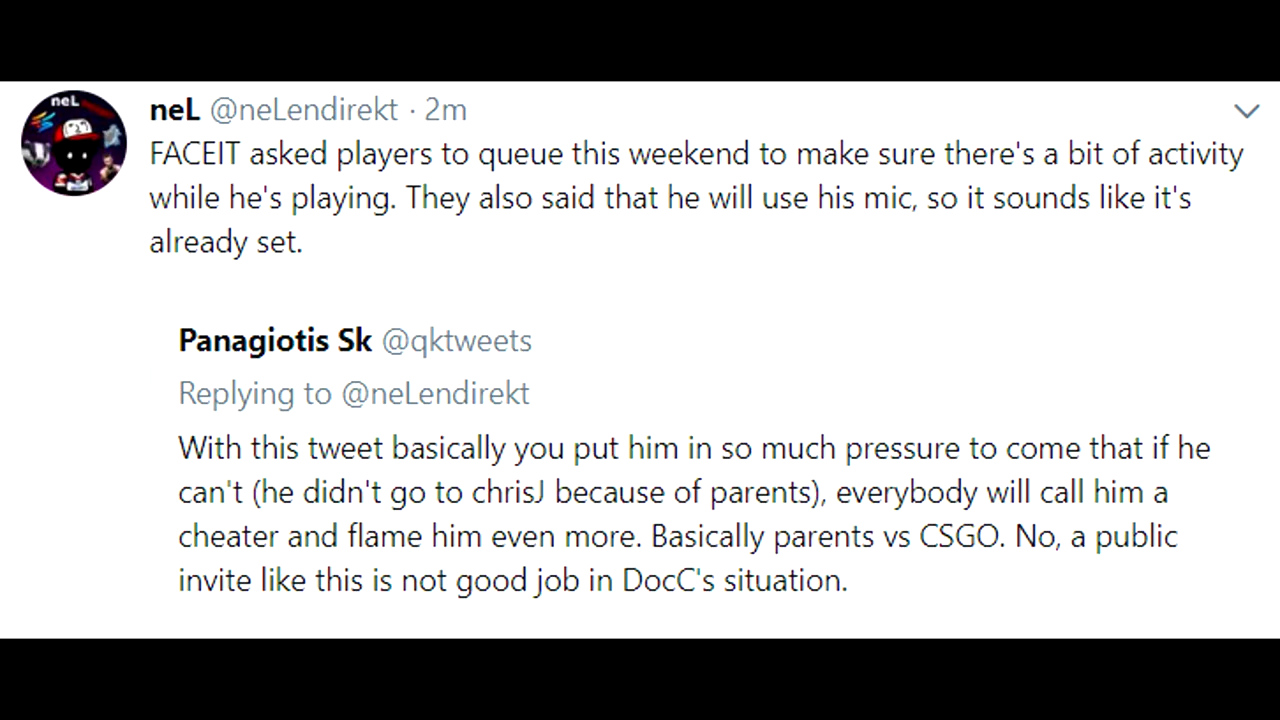 neL @neLendirekt · 2m
FACEIT asked players to queue this weekend to make sure there's a bit of activity
while he's playing. They also said that he will use his mic, so it sounds like it's
already set.
Panagiotis Sk @qktweets
Replying to @neLendirekt
With this tweet basically you put him in so much pressure to come that if he
can't (he didn't go to chrisJ because of parents), everybody will call him a
cheater and flame him even more. Basically parents vs CSGO. No, a public
invite like this is not good job in DocC's situation.
neL